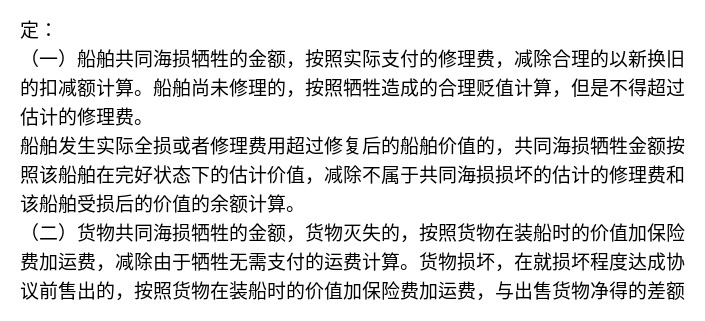 定：
（一）船舶共同海损牺牲的金额，按照实际支付的修理费，减除合理的以新换旧
的扣减额计算。船舶尚未修理的，按照牺牲造成的合理贬值计算，但是不得超过
估计的修理费。
船舶发生实际全损或者修理费用超过修复后的船舶价值的，共同海损牺牲金额按
照该船舶在完好状态下的估计价值，减除不属于共同海损损坏的估计的修理费和
该船舶受损后的价值的余额计算。
（二）货物共同海损牺牲的金额，货物灭失的，按照货物在装船时的价值加保险
费加运费，减除由于牺牲无需支付的运费计算。货物损坏，在就损坏程度达成协
议前售出的，按照货物在装船时的价值加保险费加运费，与出售货物净得的差额